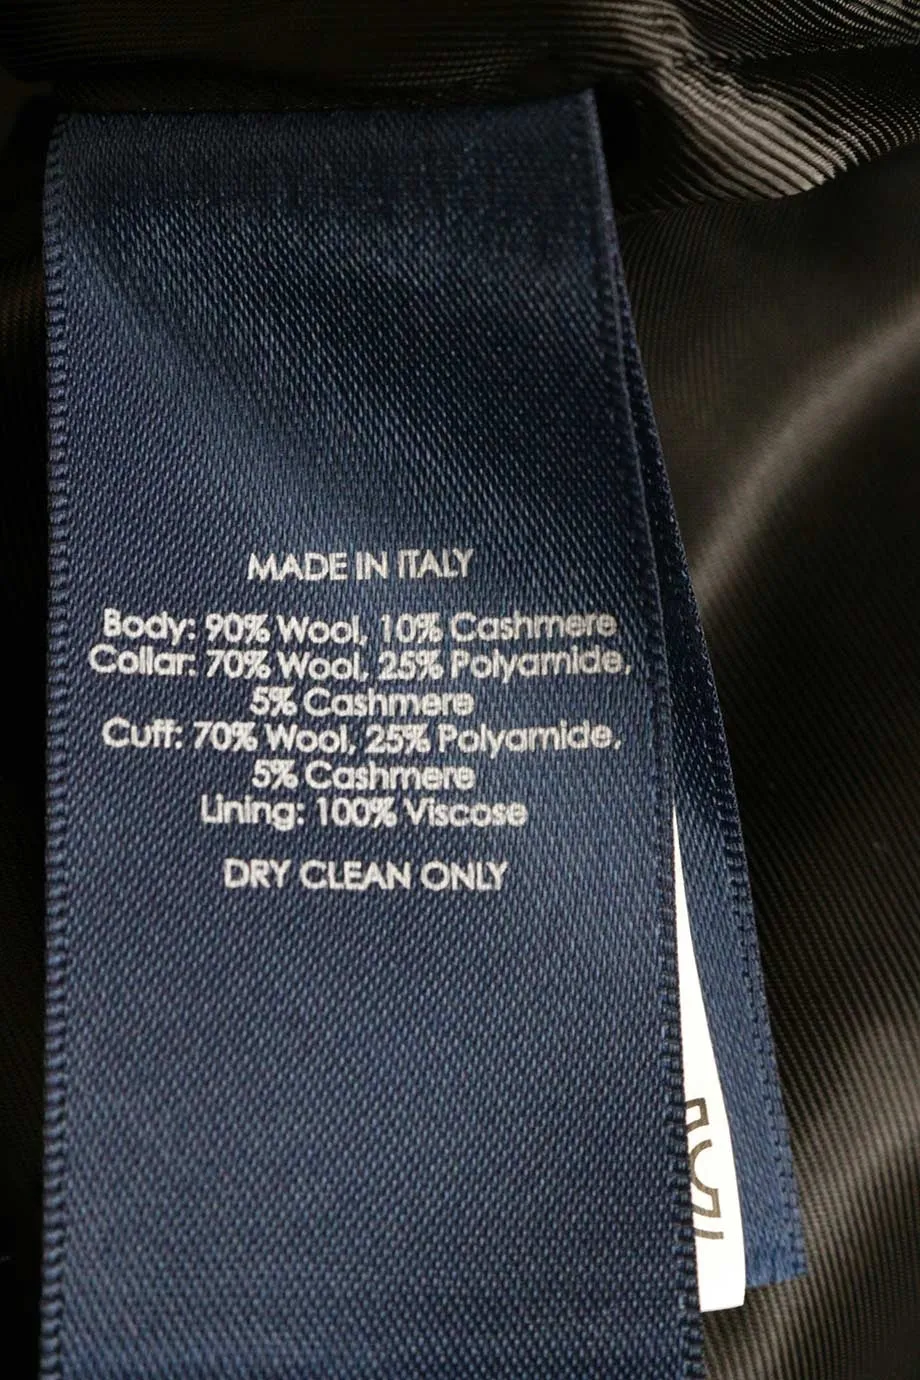 MADE IN ITALY
Body: 90% Wool, 10% Cashmere
Collar: 70% Wool, 25% Polyamide,
5% Cashmere
Cuff: 70% Wool, 25% Polyamide,
5% Cashmere
Lining: 100% Viscose
DRY CLEAN ONLY